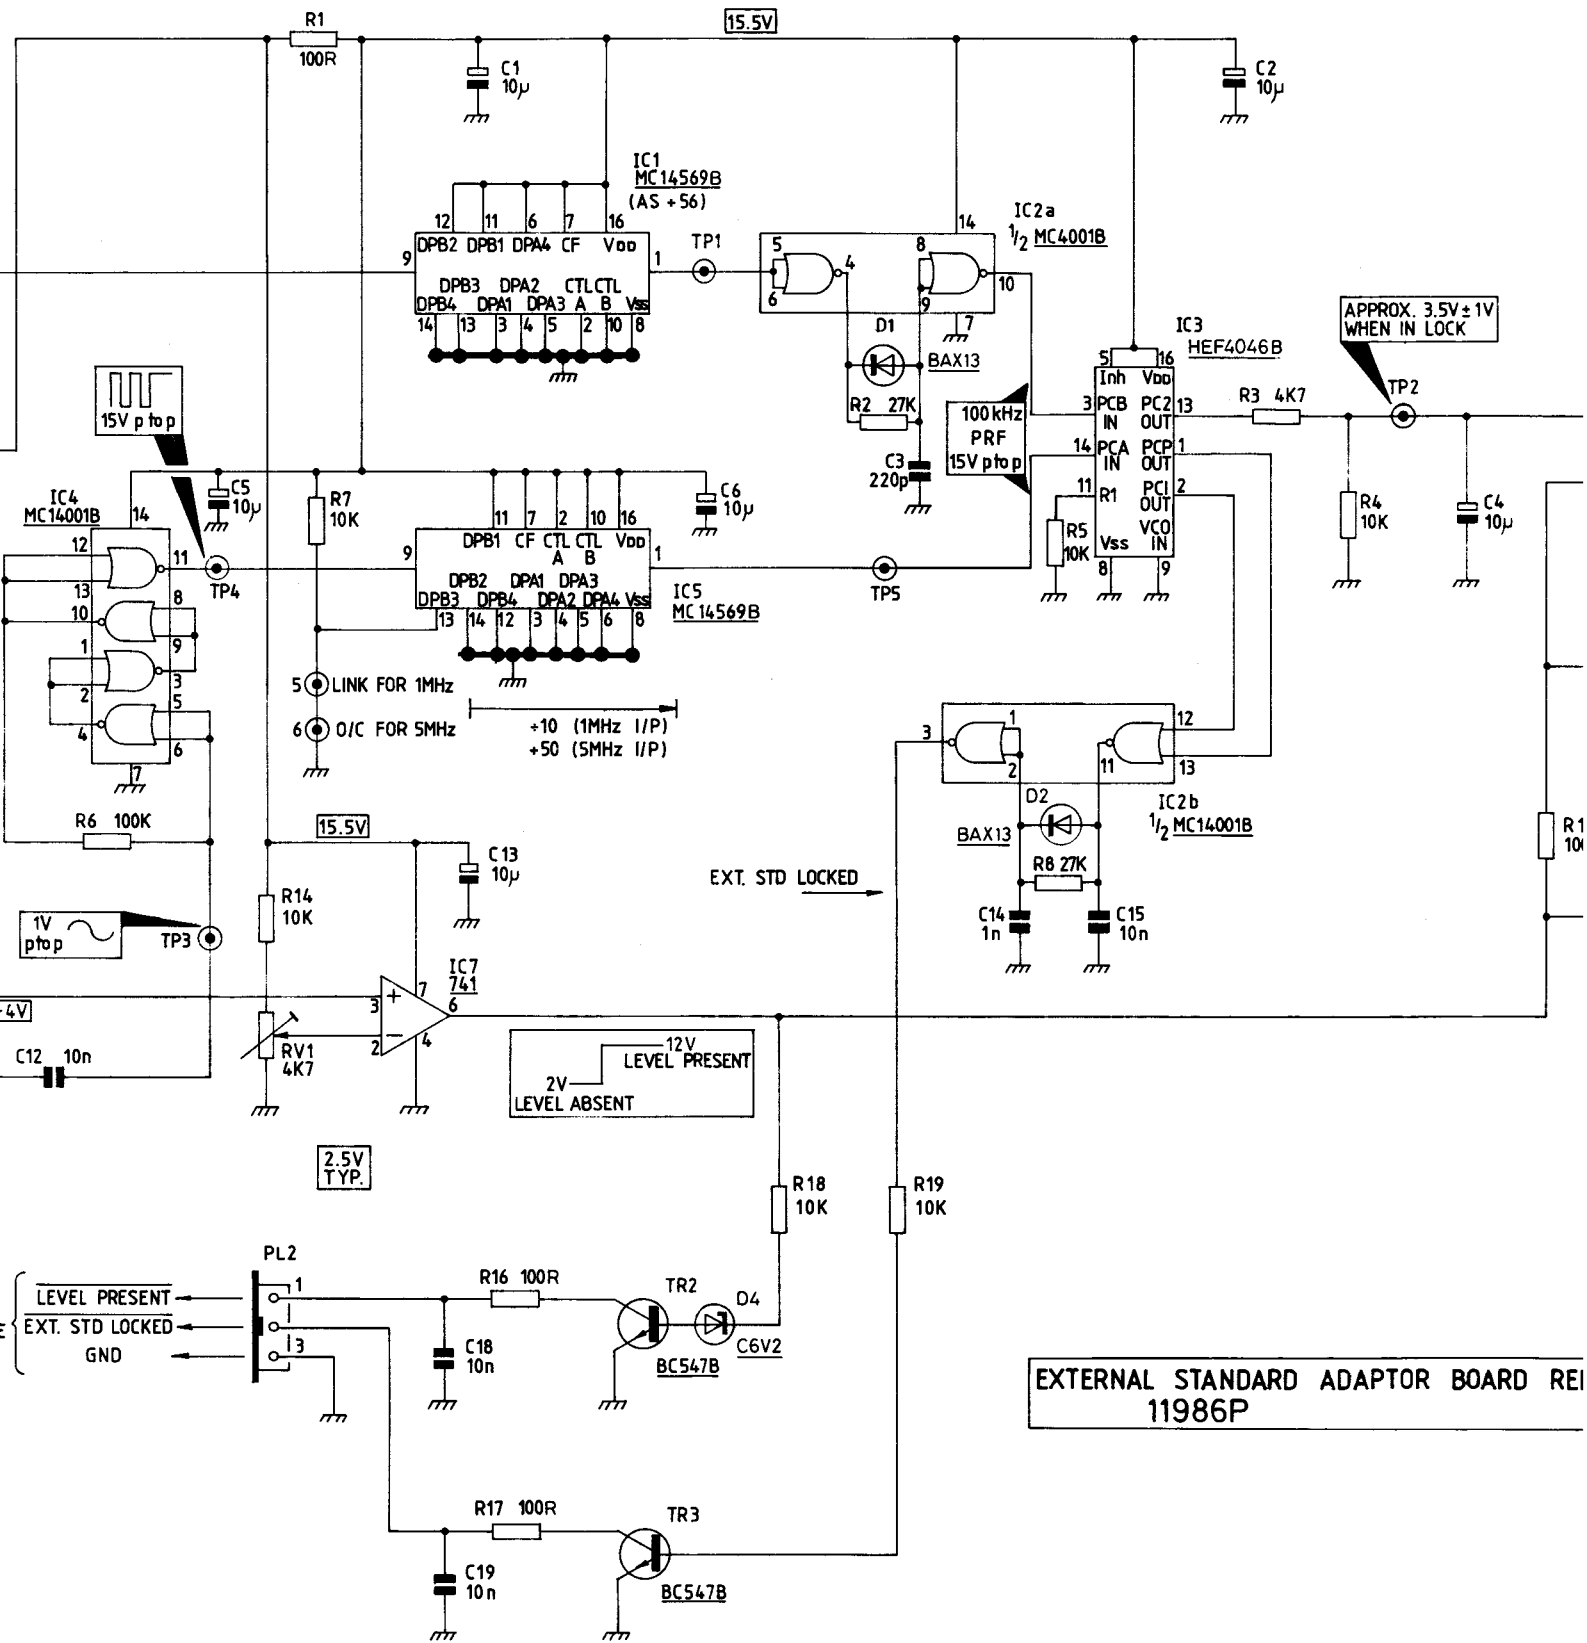 15.5V
R1
100R
C1
10µ
C2
10µ
IC1
MC14569B
(AS ÷56)
12 11 6 7 16
DPB2 DPB1 DPA4 CF VDD
9
1
DPB3 DPA2 CTL CTL
DPB4 DPA1 DPA3 A B Vss
14 13 3 4 5 2 10 8
TP1
IC2a
1/2 MC4001B
14
5
6
4
8
9
10
7
D1
BAX13
R2 27K
C3
220p
100kHz
PRF
15V ptop
IC3
HEF4046B
5 16
Inh VDD
3 PCB IN
PC2 OUT 13
14 PCA IN
PCP OUT 1
11 R1
PCI OUT 2
VCO IN
Vss
8 9
R5
10K
R3 4K7
APPROX. 3.5V±1V
WHEN IN LOCK
TP2
R4
10K
C4
10µ
15V ptop
IC4
MC14001B
14
12
13
11
10
8
9
1
2
3
4
5
6
7
TP4
C5
10µ
R7
10K
C6
10µ
11 7 2 10 16
DPB1 CF CTL CTL VDD
A B
9
1
DPB2 DPA1 DPA3
DPB3 DPB4 DPA2 DPA4 Vss
13 14 12 3 4 5 6 8
IC5
MC14569B
TP5
5 LINK FOR 1MHz
6 O/C FOR 5MHz
÷10 (1MHz I/P)
÷50 (5MHz I/P)
R6 100K
15.5V
C13
10µ
R14
10K
1V
ptop
TP3
3
1
2
12
13
11
IC2b
1/2 MC14001B
D2
BAX13
R8 27K
C14
1n
C15
10n
EXT. STD LOCKED
R1
10
4V
C12 10n
RV1
4K7
IC7
741
3
+
2
−
7
6
4
12V
LEVEL PRESENT
2V
LEVEL ABSENT
2.5V
TYP.
R18
10K
R19
10K
PL2
E
LEVEL PRESENT
EXT. STD LOCKED
GND
1
3
R16 100R
C18
10n
TR2
BC547B
D4
C6V2
R17 100R
C19
10n
TR3
BC547B
EXTERNAL STANDARD ADAPTOR BOARD
11986P